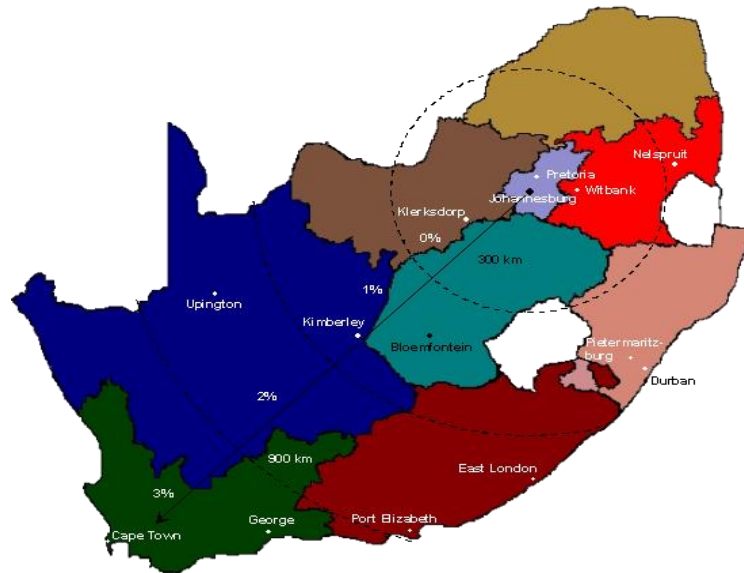 Nelspruit
Pretoria
Witbank
Johannesburg
Klerksdorp
0%
300 km
1%
Upington
Kimberley
Bloemfontein
Pietermaritz-
burg
Durban
2%
900 km
East London
3%
Port Elizabeth
George
Cape Town